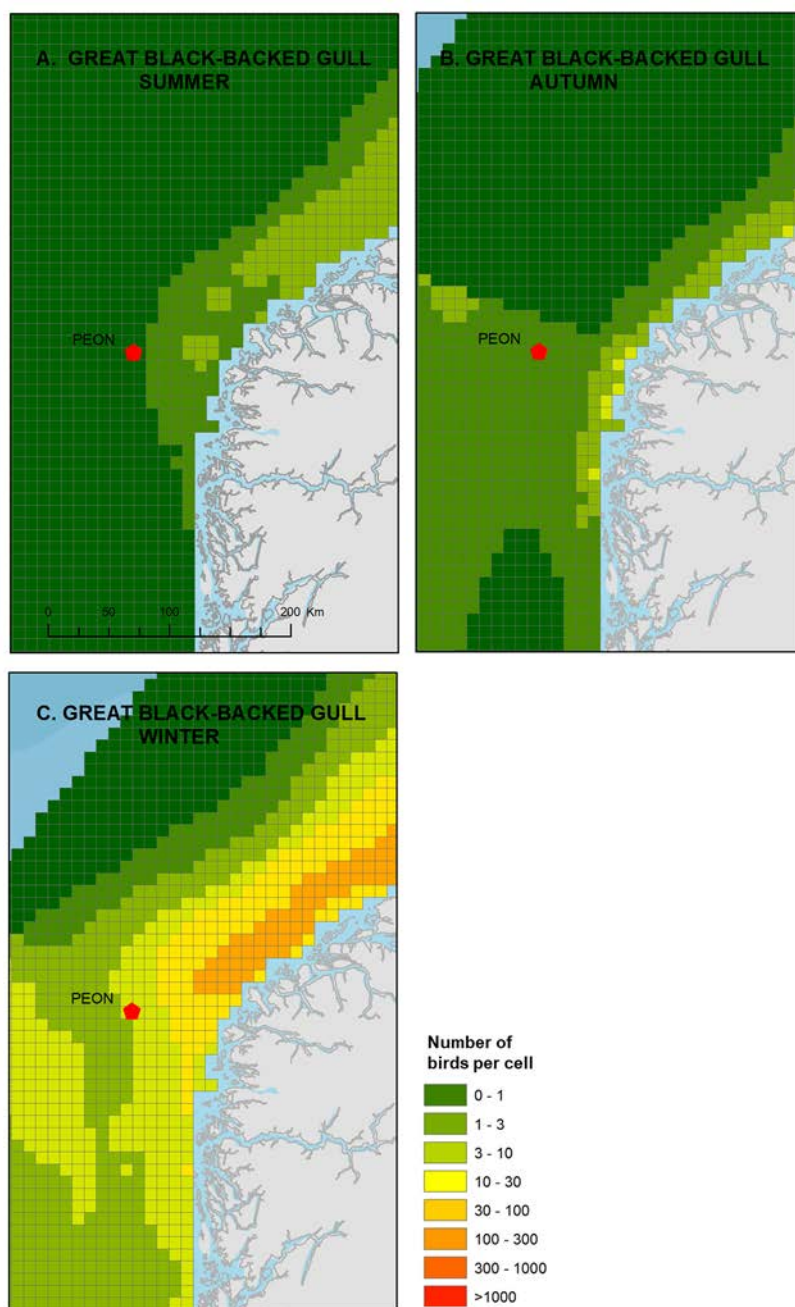 A. GREAT BLACK-BACKED GULL
SUMMER
PEON
0 50 100 200 Km
B. GREAT BLACK-BACKED GULL
AUTUMN
PEON
C. GREAT BLACK-BACKED GULL
WINTER
PEON
Number of
birds per cell
0 - 1
1 - 3
3 - 10
10 - 30
30 - 100
100 - 300
300 - 1000
>1000